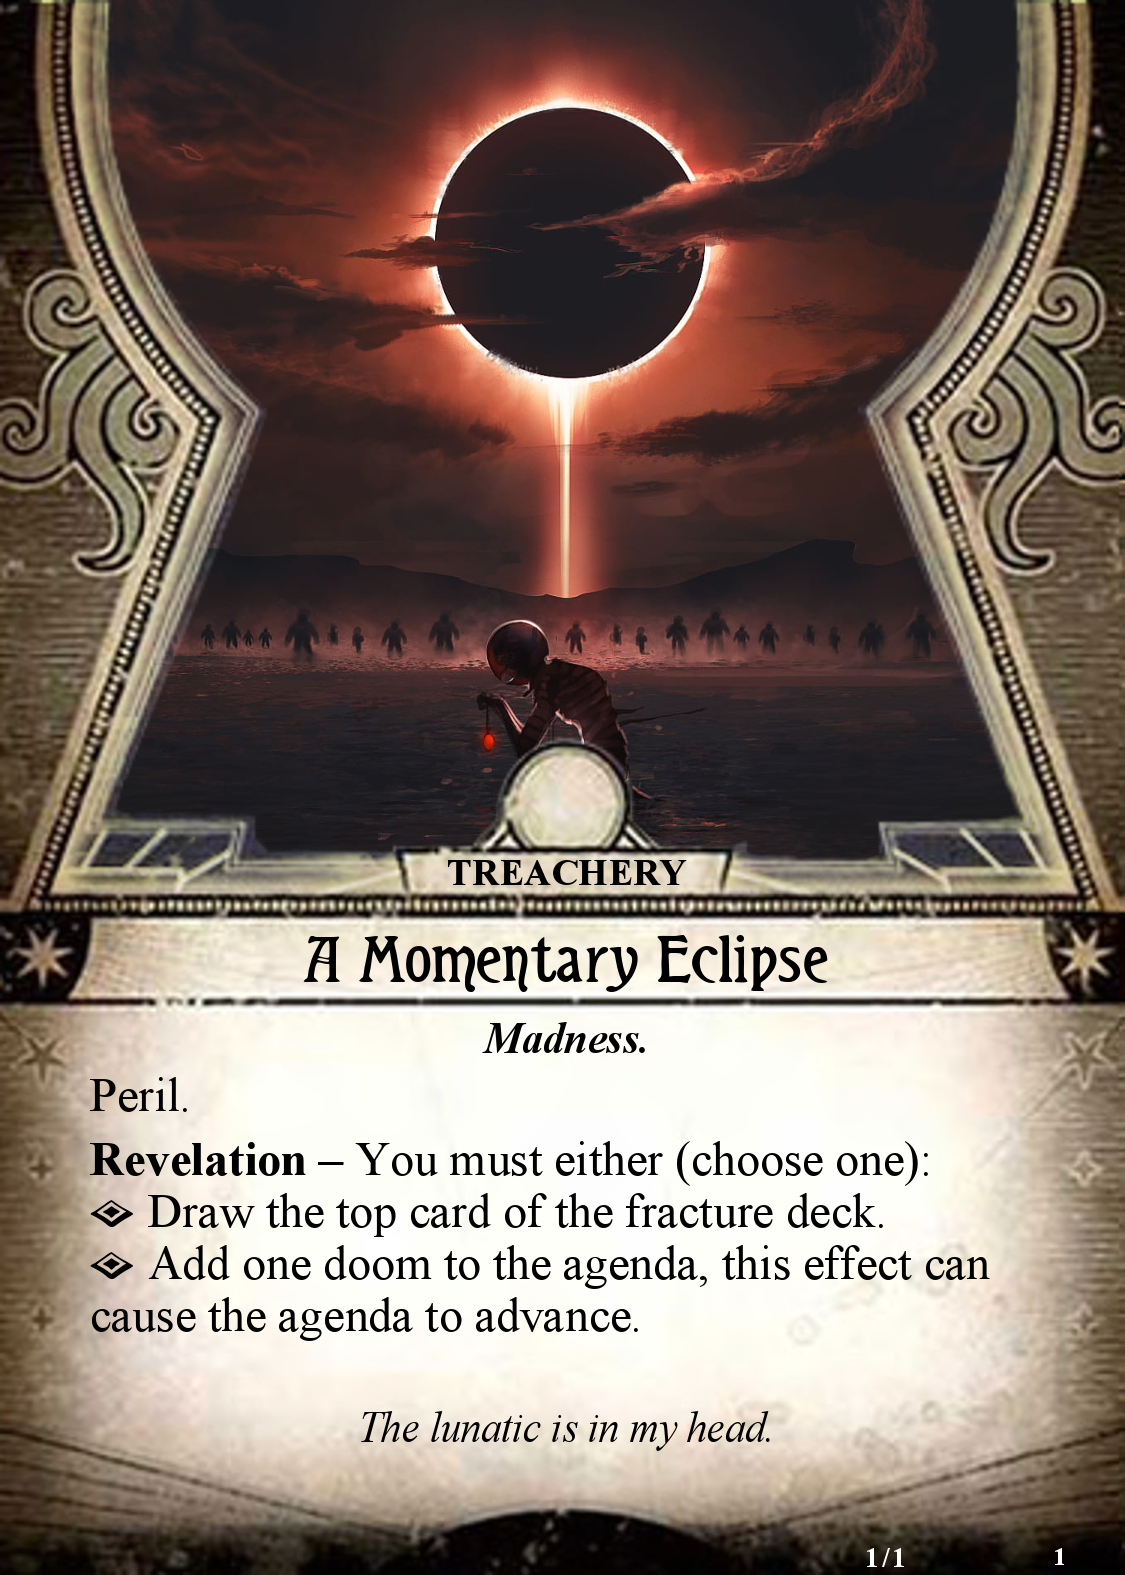 TREACHERY
A Momentary Eclipse
Madness.
Peril.
Revelation – You must either (choose one):
Draw the top card of the fracture deck.
Add one doom to the agenda, this effect can
cause the agenda to advance.
The lunatic is in my head.
1/1 1